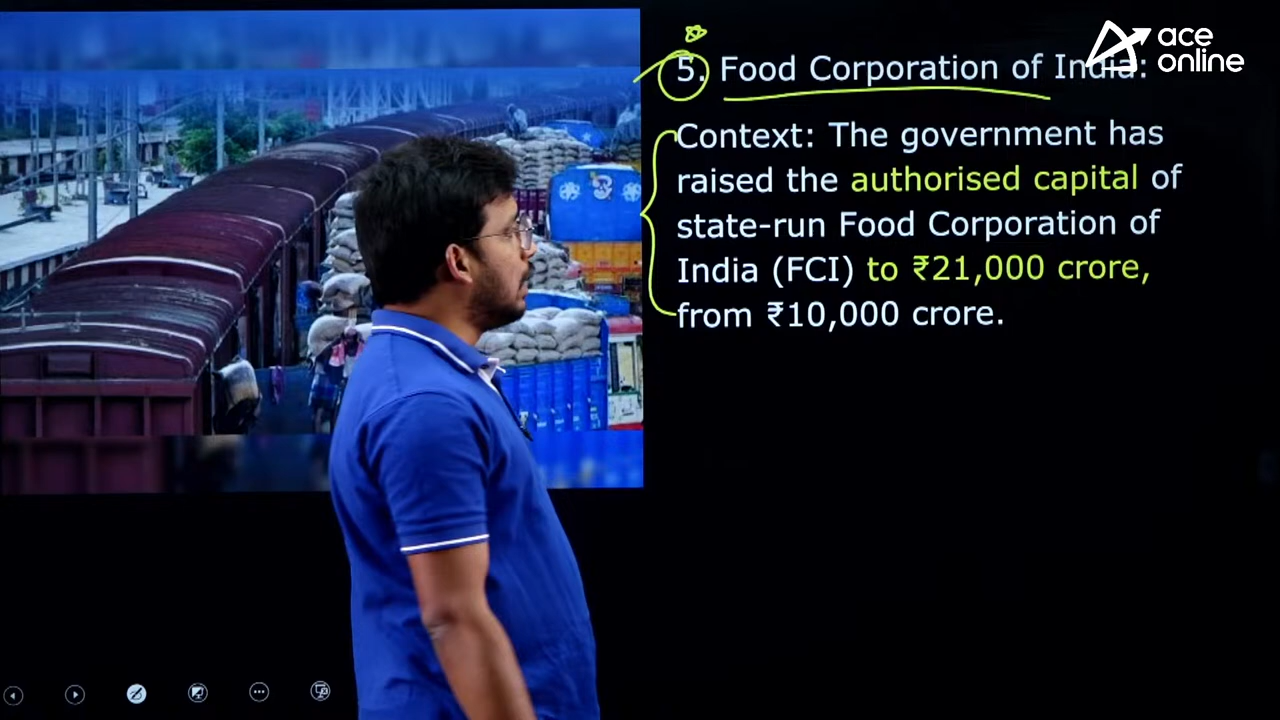 ace
online
5. Food Corporation of India:
Context: The government has
raised the authorised capital of
state-run Food Corporation of
India (FCI) to ₹21,000 crore,
from ₹10,000 crore.